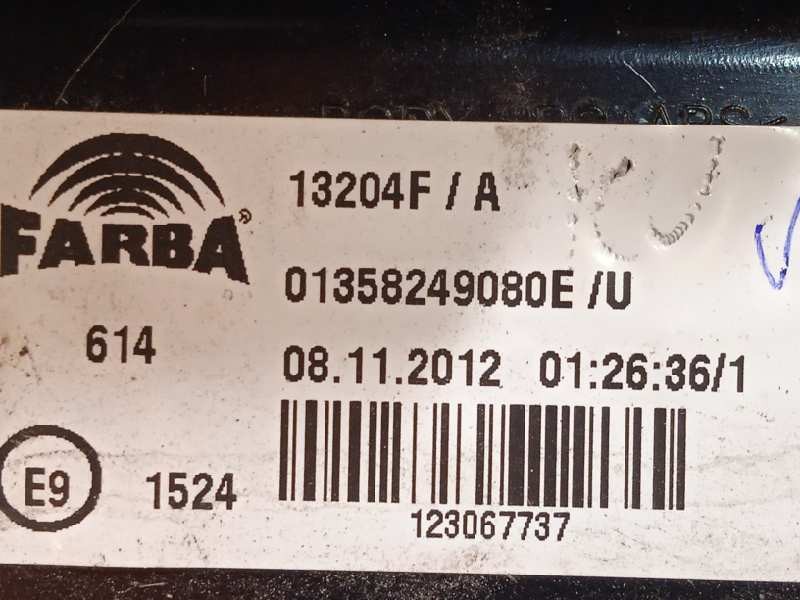 FARBA®
13204F / A
01358249080E /U
614
08.11.2012 01:26:36/1
E9
1524
123067737